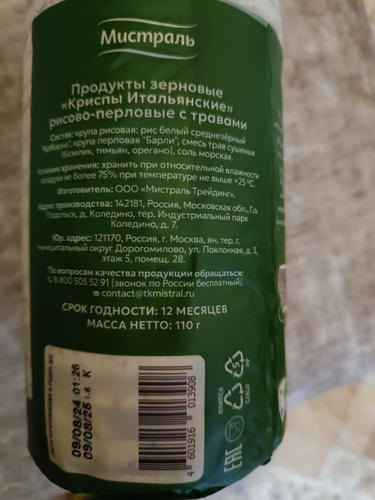 Мистраль
Продукты зерновые
«Криспы Итальянские»
рисово-перловые с травами
Состав: крупа рисовая: рис белый среднезёрный
"Арборио", крупа перловая "Барли", смесь трав сушеных
(базилик, тимьян, орегано), соль морская.
Условия хранения: хранить при относительной влажности
воздуха не более 75% при температуре не выше +25 °С.
Изготовитель: ООО «Мистраль Трейдинг».
Адрес производства: 142181, Россия, Московская обл., Г.о.
Подольск, д. Коледино, тер. Индустриальный парк
Коледино, д. 7.
Юр. адрес: 121170, Россия, г. Москва, вн. тер. г.
муниципальный округ Дорогомилово, ул. Поклонная, д. 3,
этаж 5, помещ. 28.
По вопросам качества продукции обращаться:
8 800 505 52 91 (звонок по России бесплатный),
contact@tkmistral.ru
СРОК ГОДНОСТИ: 12 МЕСЯЦЕВ
МАССА НЕТТО: 110 г
09/08/24 01:26
09/08/25 1-6 K
4 601916 013908
5
PP
EAC